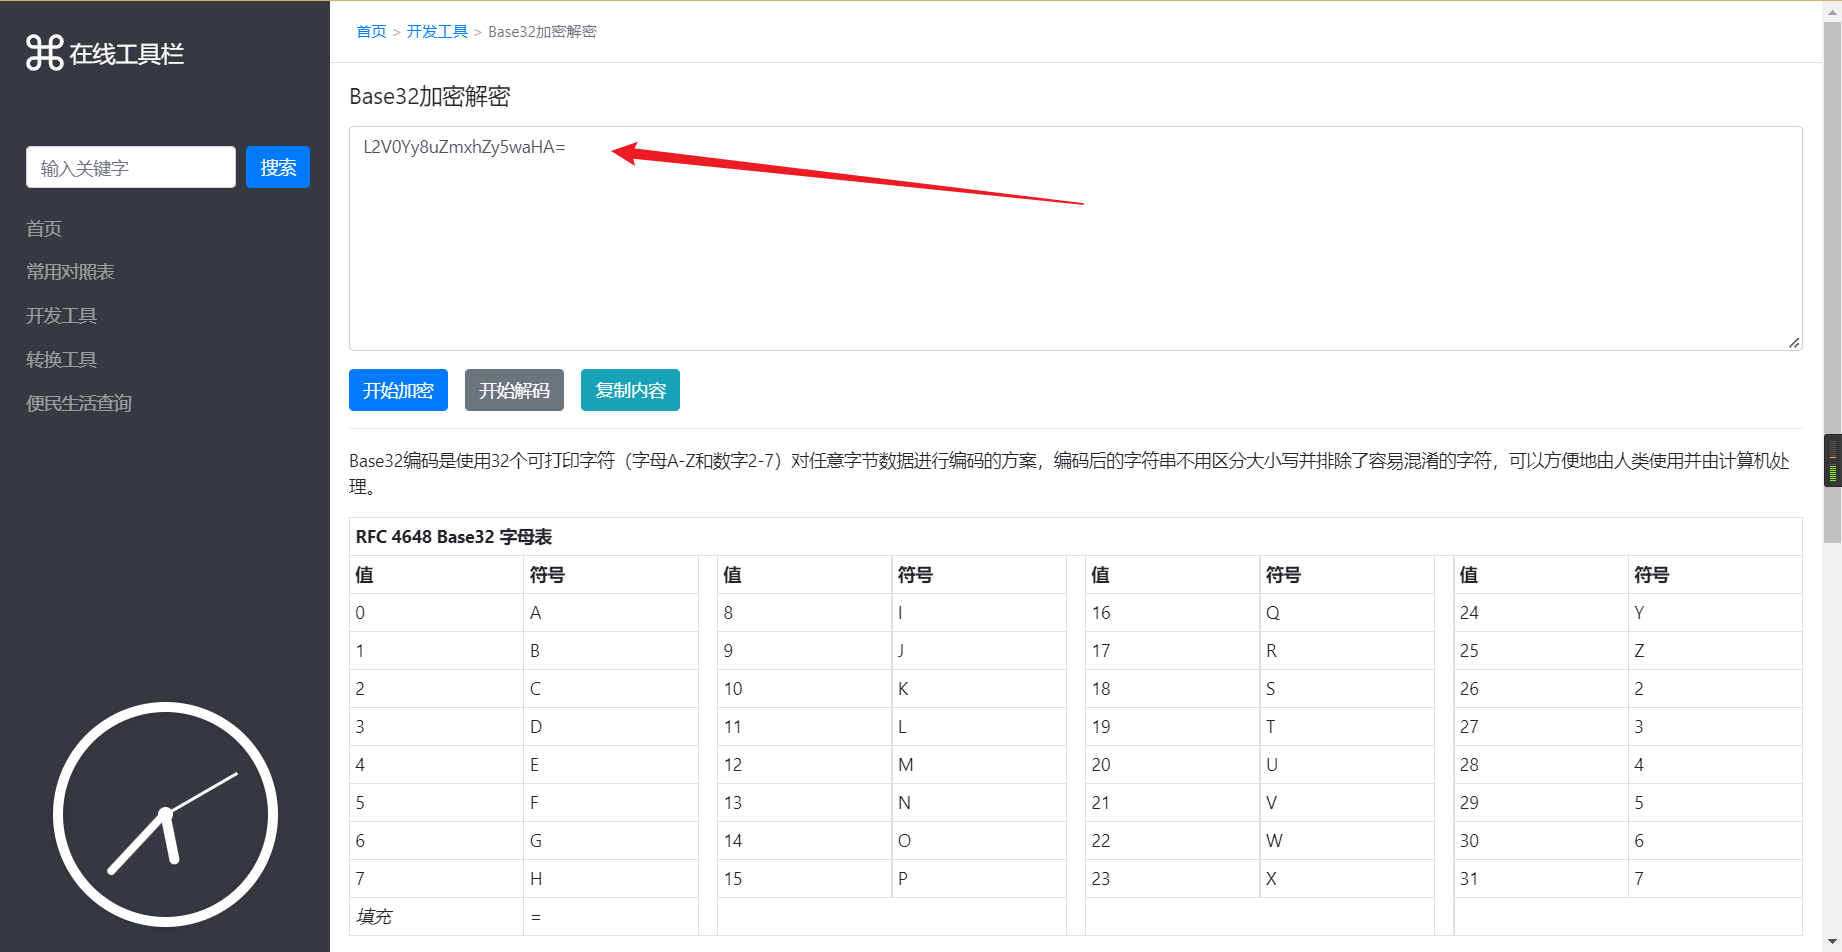 在线工具栏
输入关键字 搜索
首页
常用对照表
开发工具
转换工具
便民生活查询
首页 > 开发工具 > Base32加密解密
Base32加密解密
L2V0Yy8uZmxhZy5waHA=
开始加密 开始解码 复制内容
Base32编码是使用32个可打印字符（字母A-Z和数字2-7）对任意字节数据进行编码的方案，编码后的字符串不用区分大小写并排除了容易混淆的字符，可以方便地由人类使用并由计算机处
理。
RFC 4648 Base32 字母表
值 符号 值 符号 值 符号 值 符号
0 A 8 I 16 Q 24 Y
1 B 9 J 17 R 25 Z
2 C 10 K 18 S 26 2
3 D 11 L 19 T 27 3
4 E 12 M 20 U 28 4
5 F 13 N 21 V 29 5
6 G 14 O 22 W 30 6
7 H 15 P 23 X 31 7
填充 =